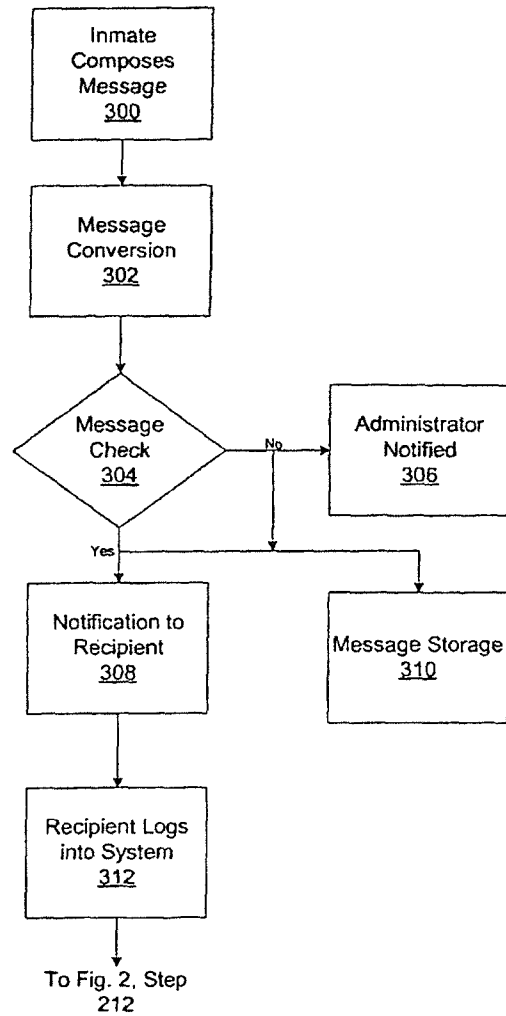 Inmate
Composes
Message
300
Message
Conversion
302
Message
Check
304
No
Administrator
Notified
306
Yes
Notification to
Recipient
308
Message Storage
310
Recipient Logs
into System
312
To Fig. 2, Step
212